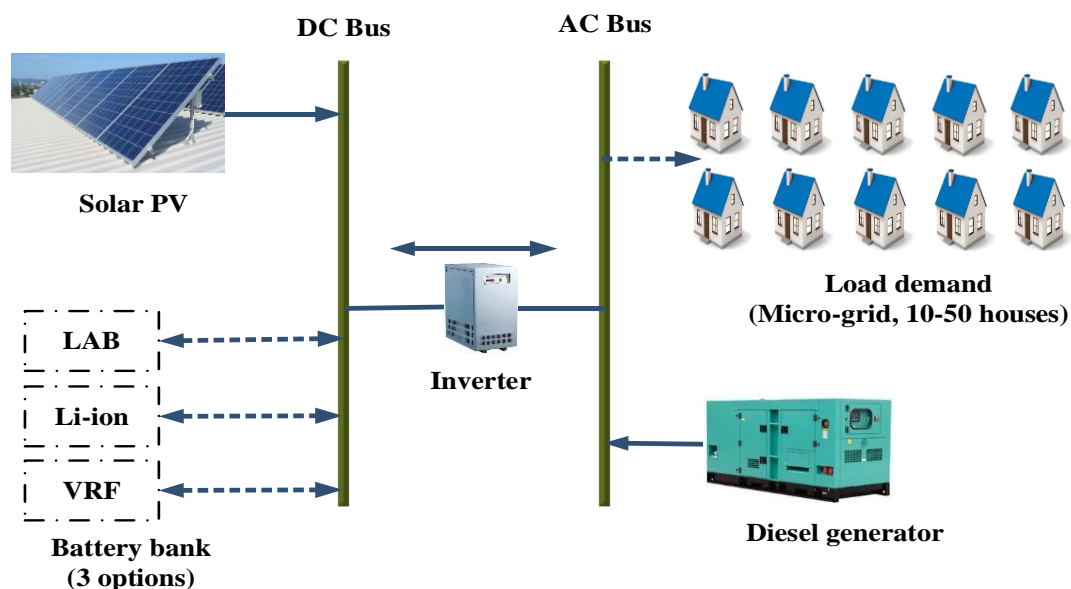 DC Bus
AC Bus
Solar PV
Load demand
(Micro-grid, 10-50 houses)
LAB
Li-ion
VRF
Inverter
Battery bank
(3 options)
Diesel generator